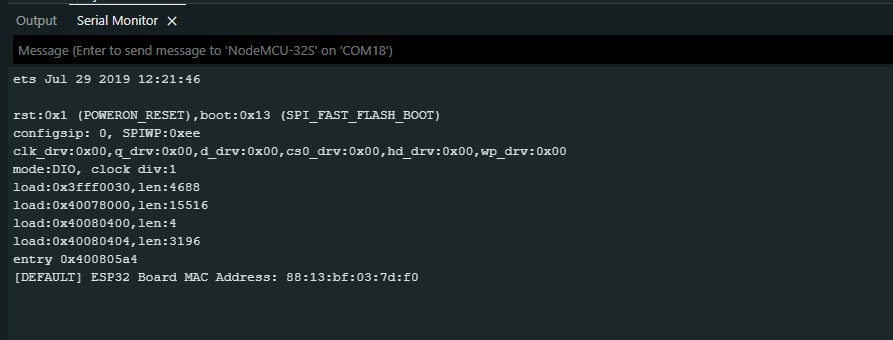 Output Serial Monitor ×
Message (Enter to send message to 'NodeMCU-32S' on 'COM18')
ets Jul 29 2019 12:21:46
rst:0x1 (POWERON_RESET),boot:0x13 (SPI_FAST_FLASH_BOOT)
configsip: 0, SPIWP:0xee
clk_drv:0x00,q_drv:0x00,d_drv:0x00,cs0_drv:0x00,hd_drv:0x00,wp_drv:0x00
mode:DIO, clock div:1
load:0x3fff0030,len:4688
load:0x40078000,len:15516
load:0x40080400,len:4
load:0x40080404,len:3196
entry 0x400805a4
[DEFAULT] ESP32 Board MAC Address: 88:13:bf:03:7d:f0